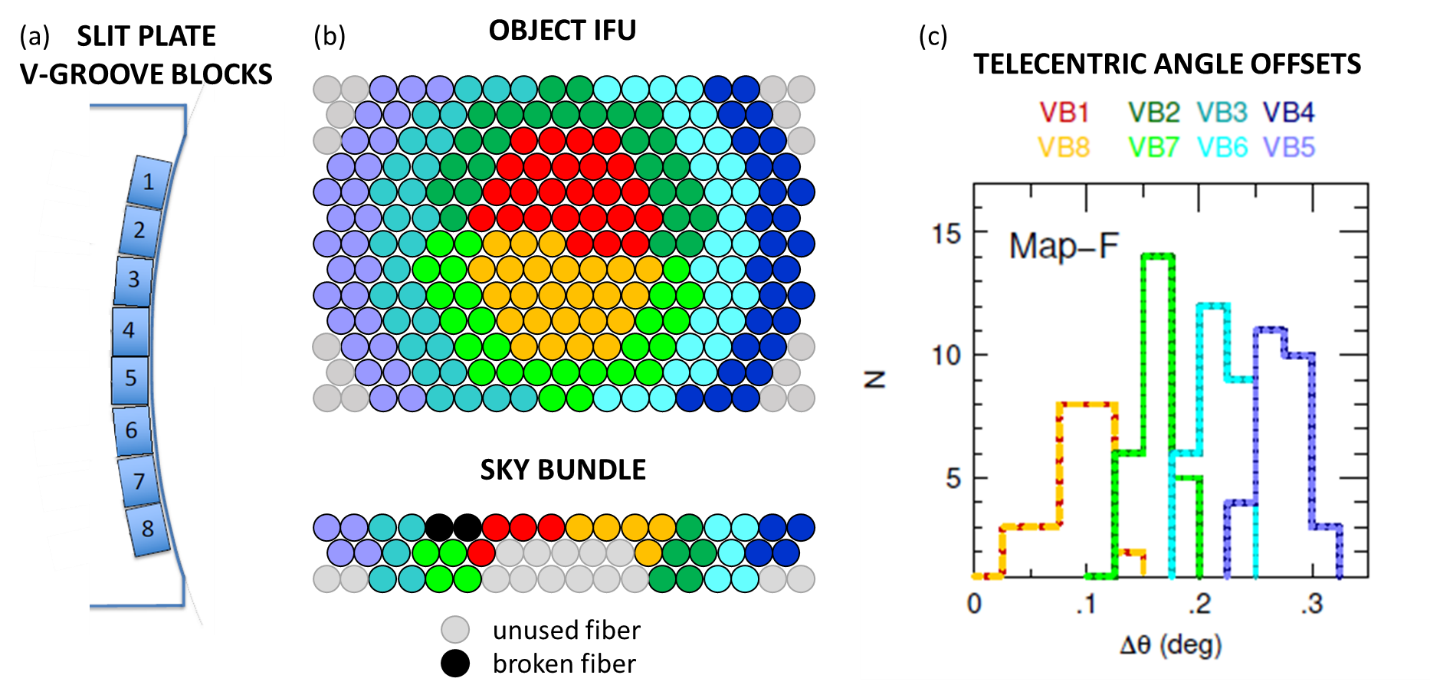 (a) SLIT PLATE
V-GROOVE BLOCKS
1
2
3
4
5
6
7
8
(b) OBJECT IFU
SKY BUNDLE
unused fiber
broken fiber
(c) TELECENTRIC ANGLE OFFSETS
VB1 VB2 VB3 VB4
VB8 VB7 VB6 VB5
Map-F
15
10
5
N
0 .1 .2 .3
Δθ (deg)